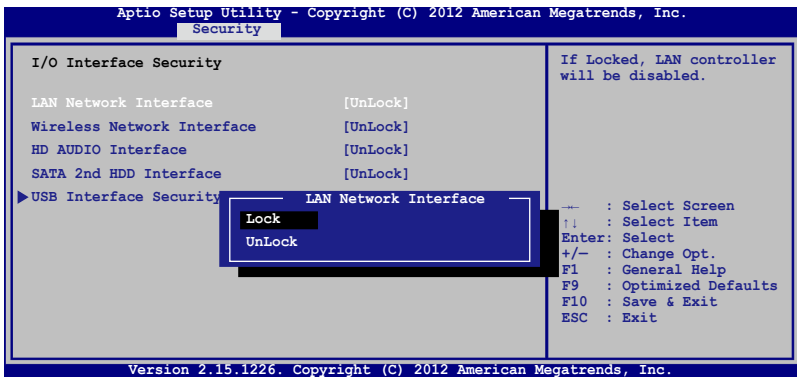 Aptio Setup Utility - Copyright (C) 2012 American Megatrends, Inc.
Security
I/O Interface Security
LAN Network Interface [UnLock]
Wireless Network Interface [UnLock]
HD AUDIO Interface [UnLock]
SATA 2nd HDD Interface [UnLock]
USB Interface Security
LAN Network Interface
Lock
UnLock
If Locked, LAN controller
will be disabled.
→← : Select Screen
↑↓ : Select Item
Enter: Select
+/— : Change Opt.
F1 : General Help
F9 : Optimized Defaults
F10 : Save & Exit
ESC : Exit
Version 2.15.1226. Copyright (C) 2012 American Megatrends, Inc.